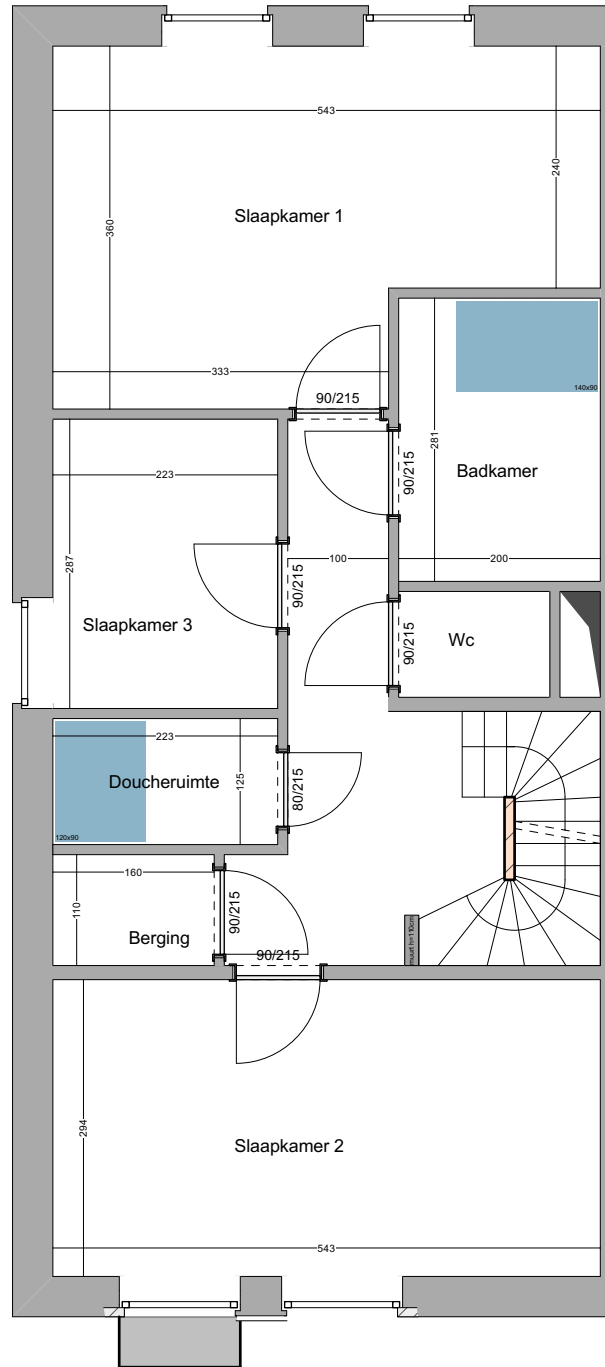 543
240
360
Slaapkamer 1
333
90/215
140x90
281
90/215
Badkamer
223
287
100
200
90/215
Slaapkamer 3
90/215
Wc
223
Doucheruimte
125
80/215
120x90
160
110
90/215
Berging
90/215
muurt h=110cm
294
Slaapkamer 2
543